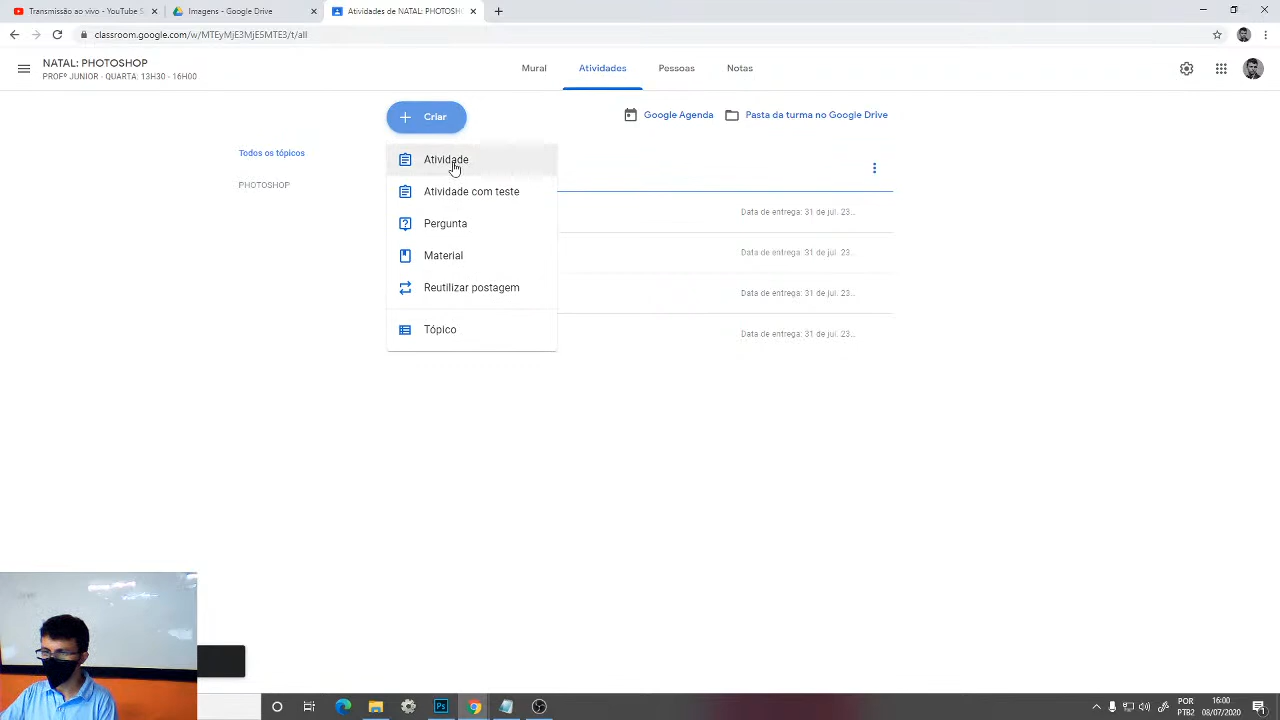 Transmissão ao vivo - YouTube S
Imagens - Google Drive
Atividades de NATAL: PHOTOSHO
classroom.google.com/w/MTEyMjE3MjE5MTE3/t/all
NATAL: PHOTOSHOP
PROFº JUNIOR - QUARTA: 13H30 - 16H00
Mural
Atividades
Pessoas
Notas
Criar
Google Agenda
Pasta da turma no Google Drive
Todos os tópicos
PHOTOSHOP
Atividade
Atividade com teste
Pergunta
Material
Reutilizar postagem
Tópico
Data de entrega: 31 de jul. 23...
Data de entrega: 31 de jul. 23...
Data de entrega: 31 de jul. 23...
Data de entrega: 31 de jul. 23...
Ps
POR
PTB2
16:00
08/07/2020